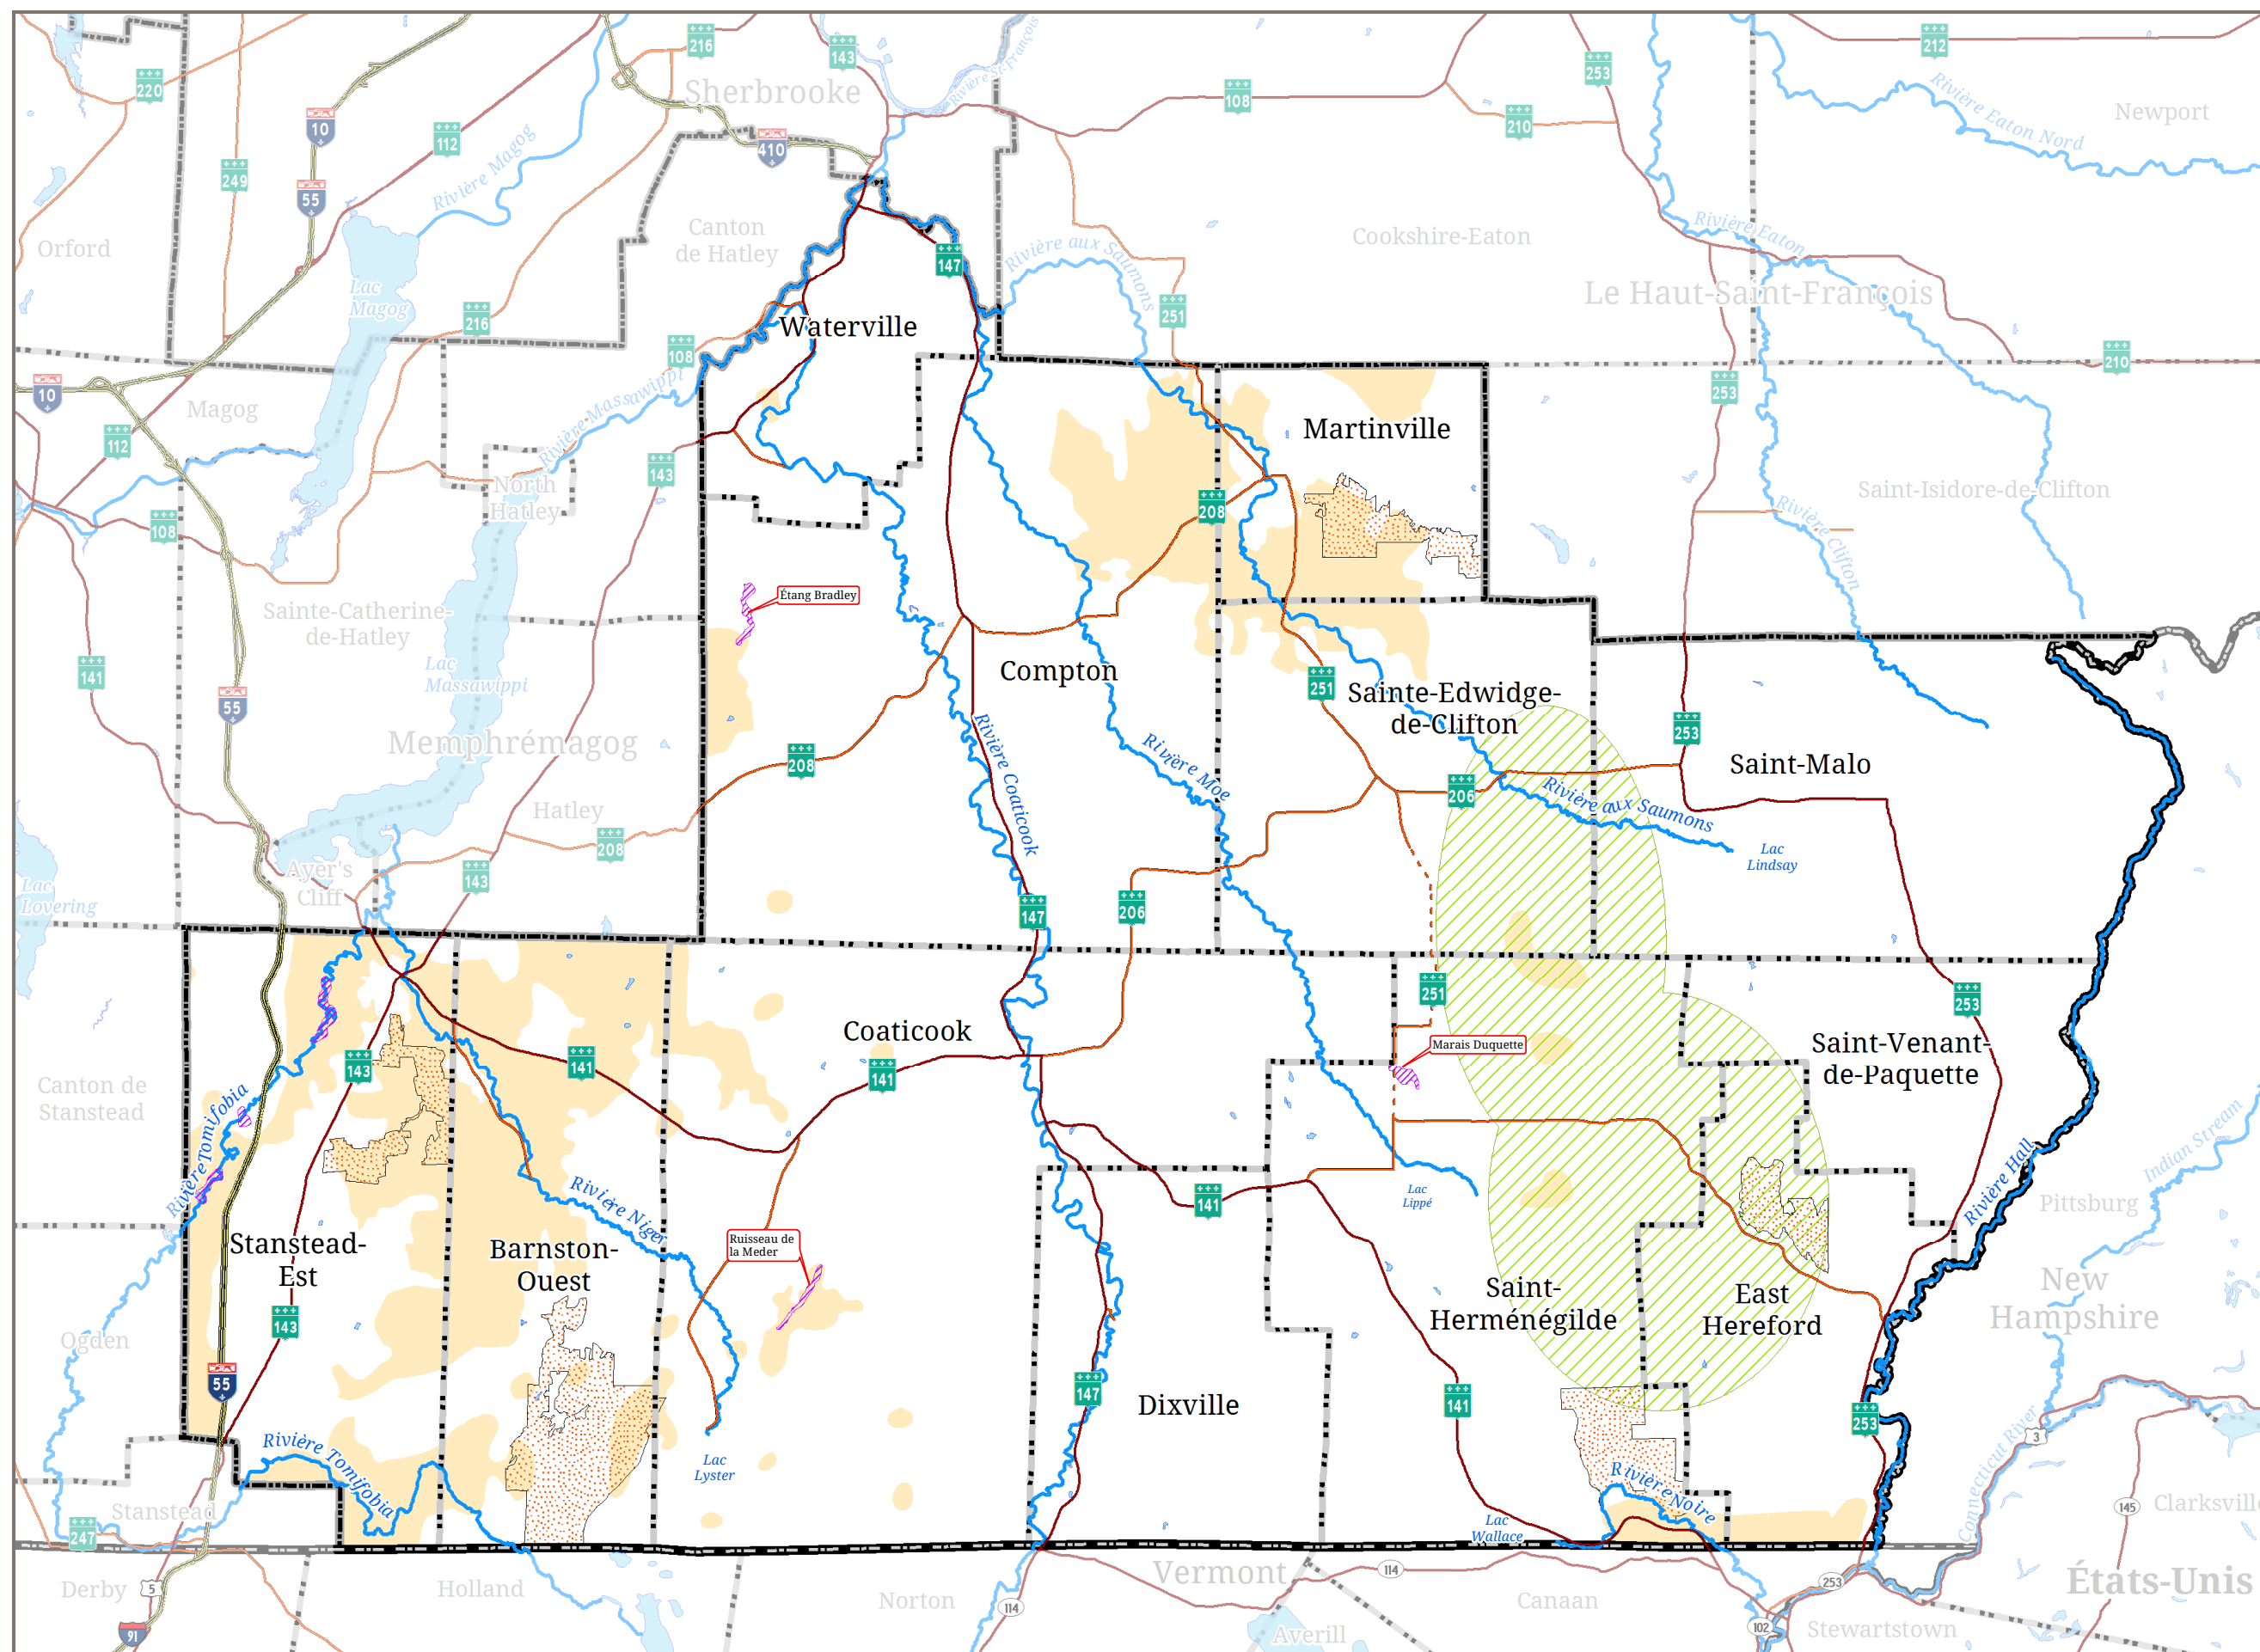 216
143
Rivière St-François
212
220
Sherbrooke
253
10
108
210
Newport
112
Rivière Magog
410
Rivière Eaton Nord
249
55
Orford
Canton
de Hatley
Cookshire-Eaton
Rivière Eaton
147
Rivière aux Saumons
Lac
Magog
Le Haut-Saint-François
216
251
Waterville
108
210
10
253
Magog
Rivière Massawippi
Martinville
112
143
North
Hatley
Saint-Isidore-de-Clifton
108
208
Rivière Clifton
Étang Bradley
Sainte-Catherine-
de-Hatley
141
Lac
Massawippi
Compton
251
Sainte-Edwidge-
de-Clifton
55
253
Memphrémagog
Rivière Coaticook
Rivière Moe
208
Saint-Malo
206
Rivière aux Saumons
Hatley
208
Lac
Lindsay
Ayer's
Cliff
143
Lac
Lovering
147
206
251
253
Coaticook
Marais Duquette
Saint-Venant-
de-Paquette
Canton de
Stanstead
143
141
141
Rivière Tomifobia
Indian Stream
Rivière Hall
Pittsburg
Lac
Lippé
141
Rivière Niger
Stanstead-
Est
Barnston-
Ouest
Ruisseau de
la Meder
Saint-
Herménégilde
East
Hereford
New
Hampshire
143
Ogden
55
147
Dixville
141
253
Connecticut River
3
Rivière Tomifobia
Lac
Lyster
Rivière Noire
145
Clarksville
Stanstead
247
Lac
Wallace
Derby
5
Holland
Norton
114
Vermont
114
Canaan
253
États-Unis
91
Averill
102
Stewartstown